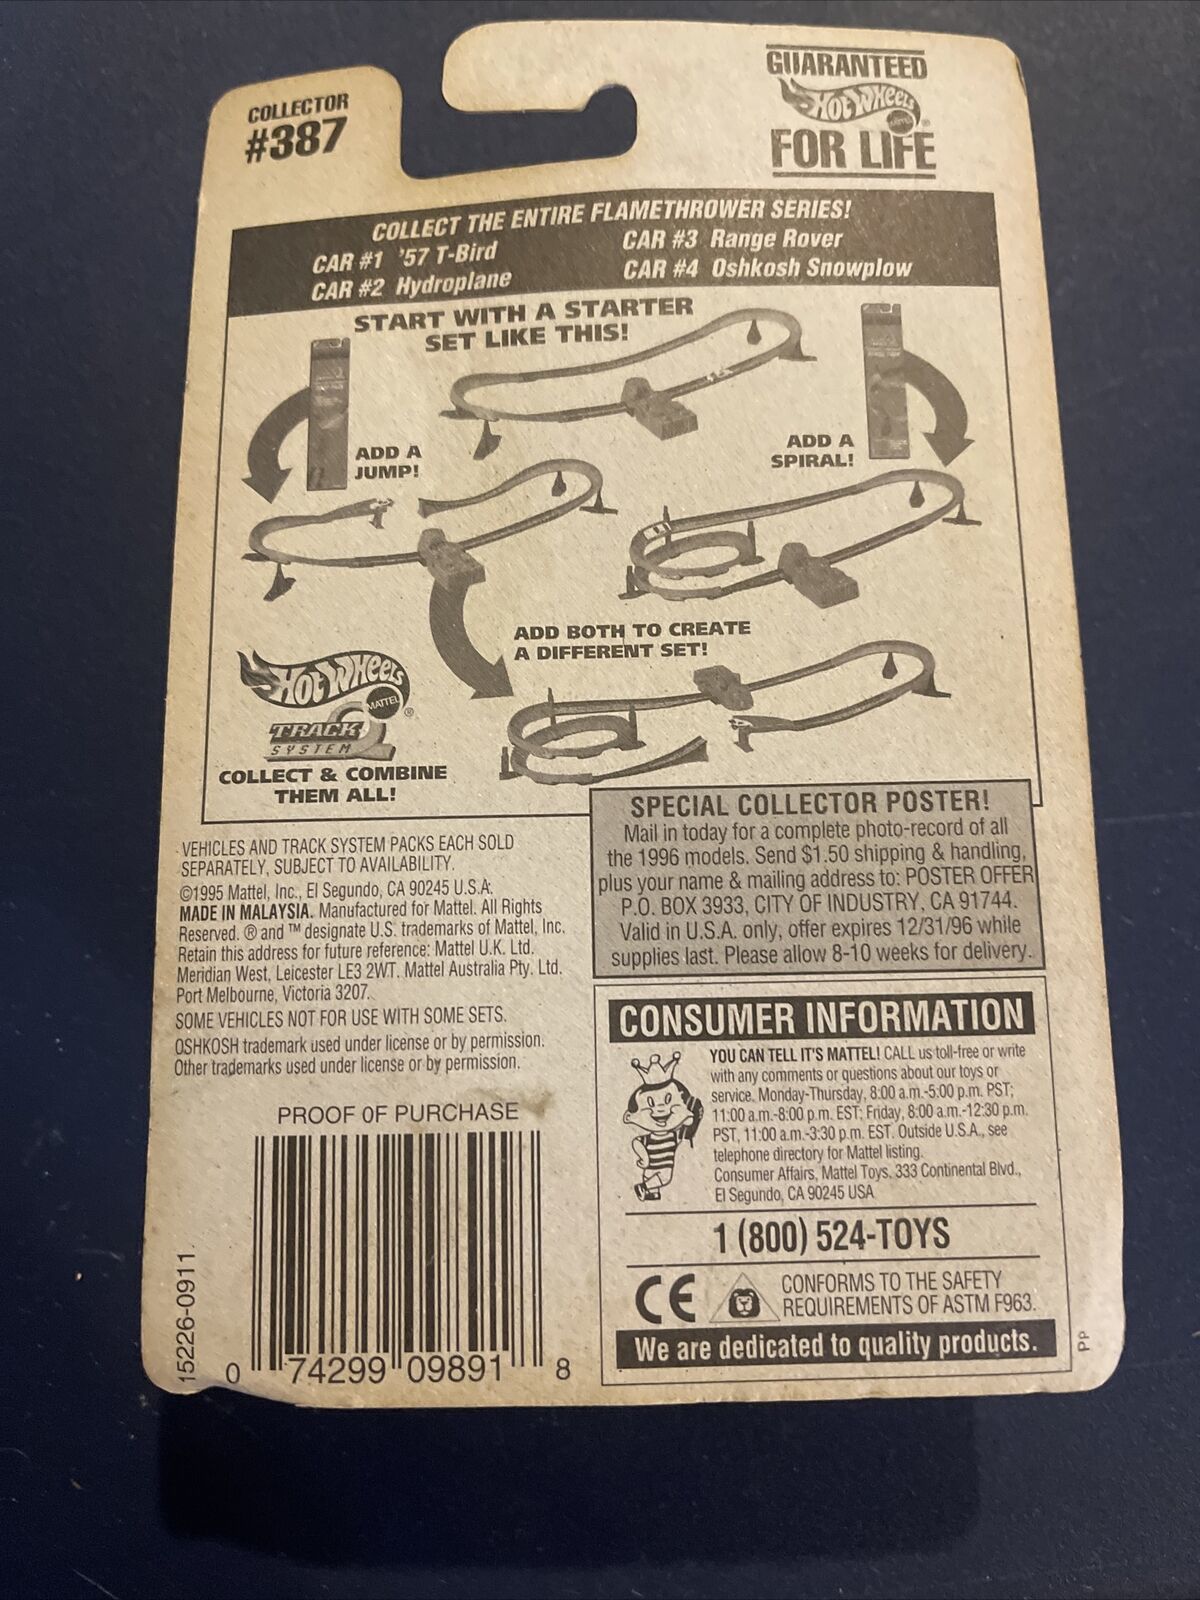 COLLECTOR
#387
GUARANTEED
Hot Wheels
MATTEL
®
FOR LIFE
COLLECT THE ENTIRE FLAMETHROWER SERIES!
CAR #1 '57 T-Bird
CAR #2 Hydroplane
CAR #3 Range Rover
CAR #4 Oshkosh Snowplow
START WITH A STARTER
SET LIKE THIS!
ADD A
JUMP!
ADD A
SPIRAL!
ADD BOTH TO CREATE
A DIFFERENT SET!
Hot Wheels
MATTEL
®
TRACK
SYSTEM
COLLECT & COMBINE
THEM ALL!
VEHICLES AND TRACK SYSTEM PACKS EACH SOLD
SEPARATELY, SUBJECT TO AVAILABILITY.
©1995 Mattel, Inc., El Segundo, CA 90245 U.S.A.
MADE IN MALAYSIA. Manufactured for Mattel. All Rights
Reserved. ® and ™ designate U.S. trademarks of Mattel, Inc.
Retain this address for future reference: Mattel U.K. Ltd.
Meridian West, Leicester LE3 2WT. Mattel Australia Pty. Ltd.
Port Melbourne, Victoria 3207.
SOME VEHICLES NOT FOR USE WITH SOME SETS.
OSHKOSH trademark used under license or by permission.
Other trademarks used under license or by permission.
SPECIAL COLLECTOR POSTER!
Mail in today for a complete photo-record of all
the 1996 models. Send $1.50 shipping & handling,
plus your name & mailing address to: POSTER OFFER
P.O. BOX 3933, CITY OF INDUSTRY, CA 91744.
Valid in U.S.A. only, offer expires 12/31/96 while
supplies last. Please allow 8-10 weeks for delivery.
CONSUMER INFORMATION
YOU CAN TELL IT'S MATTEL! CALL us toll-free or write
with any comments or questions about our toys or
service. Monday-Thursday, 8:00 a.m.-5:00 p.m. PST;
11:00 a.m.-8:00 p.m. EST; Friday, 8:00 a.m.-12:30 p.m.
PST, 11:00 a.m.-3:30 p.m. EST. Outside U.S.A., see
telephone directory for Mattel listing.
Consumer Affairs, Mattel Toys, 333 Continental Blvd.,
El Segundo, CA 90245 USA
1 (800) 524-TOYS
CE
CONFORMS TO THE SAFETY
REQUIREMENTS OF ASTM F963.
We are dedicated to quality products.
PP
PROOF OF PURCHASE
15226-0911
0 74299 09891 8